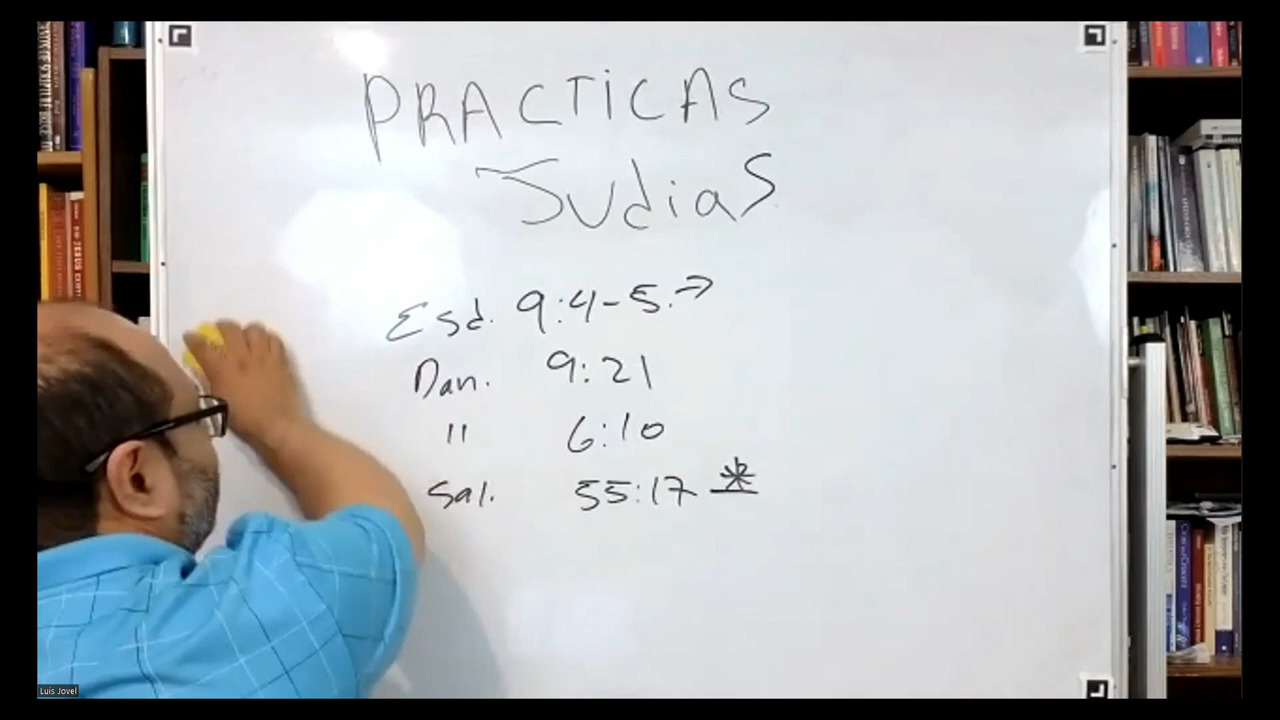 PRACTICAS
JudiaS
Esd. 9:4-5.→
Dan. 9:21
" 6:10
Sal. 55:17 *
Luis Jovel